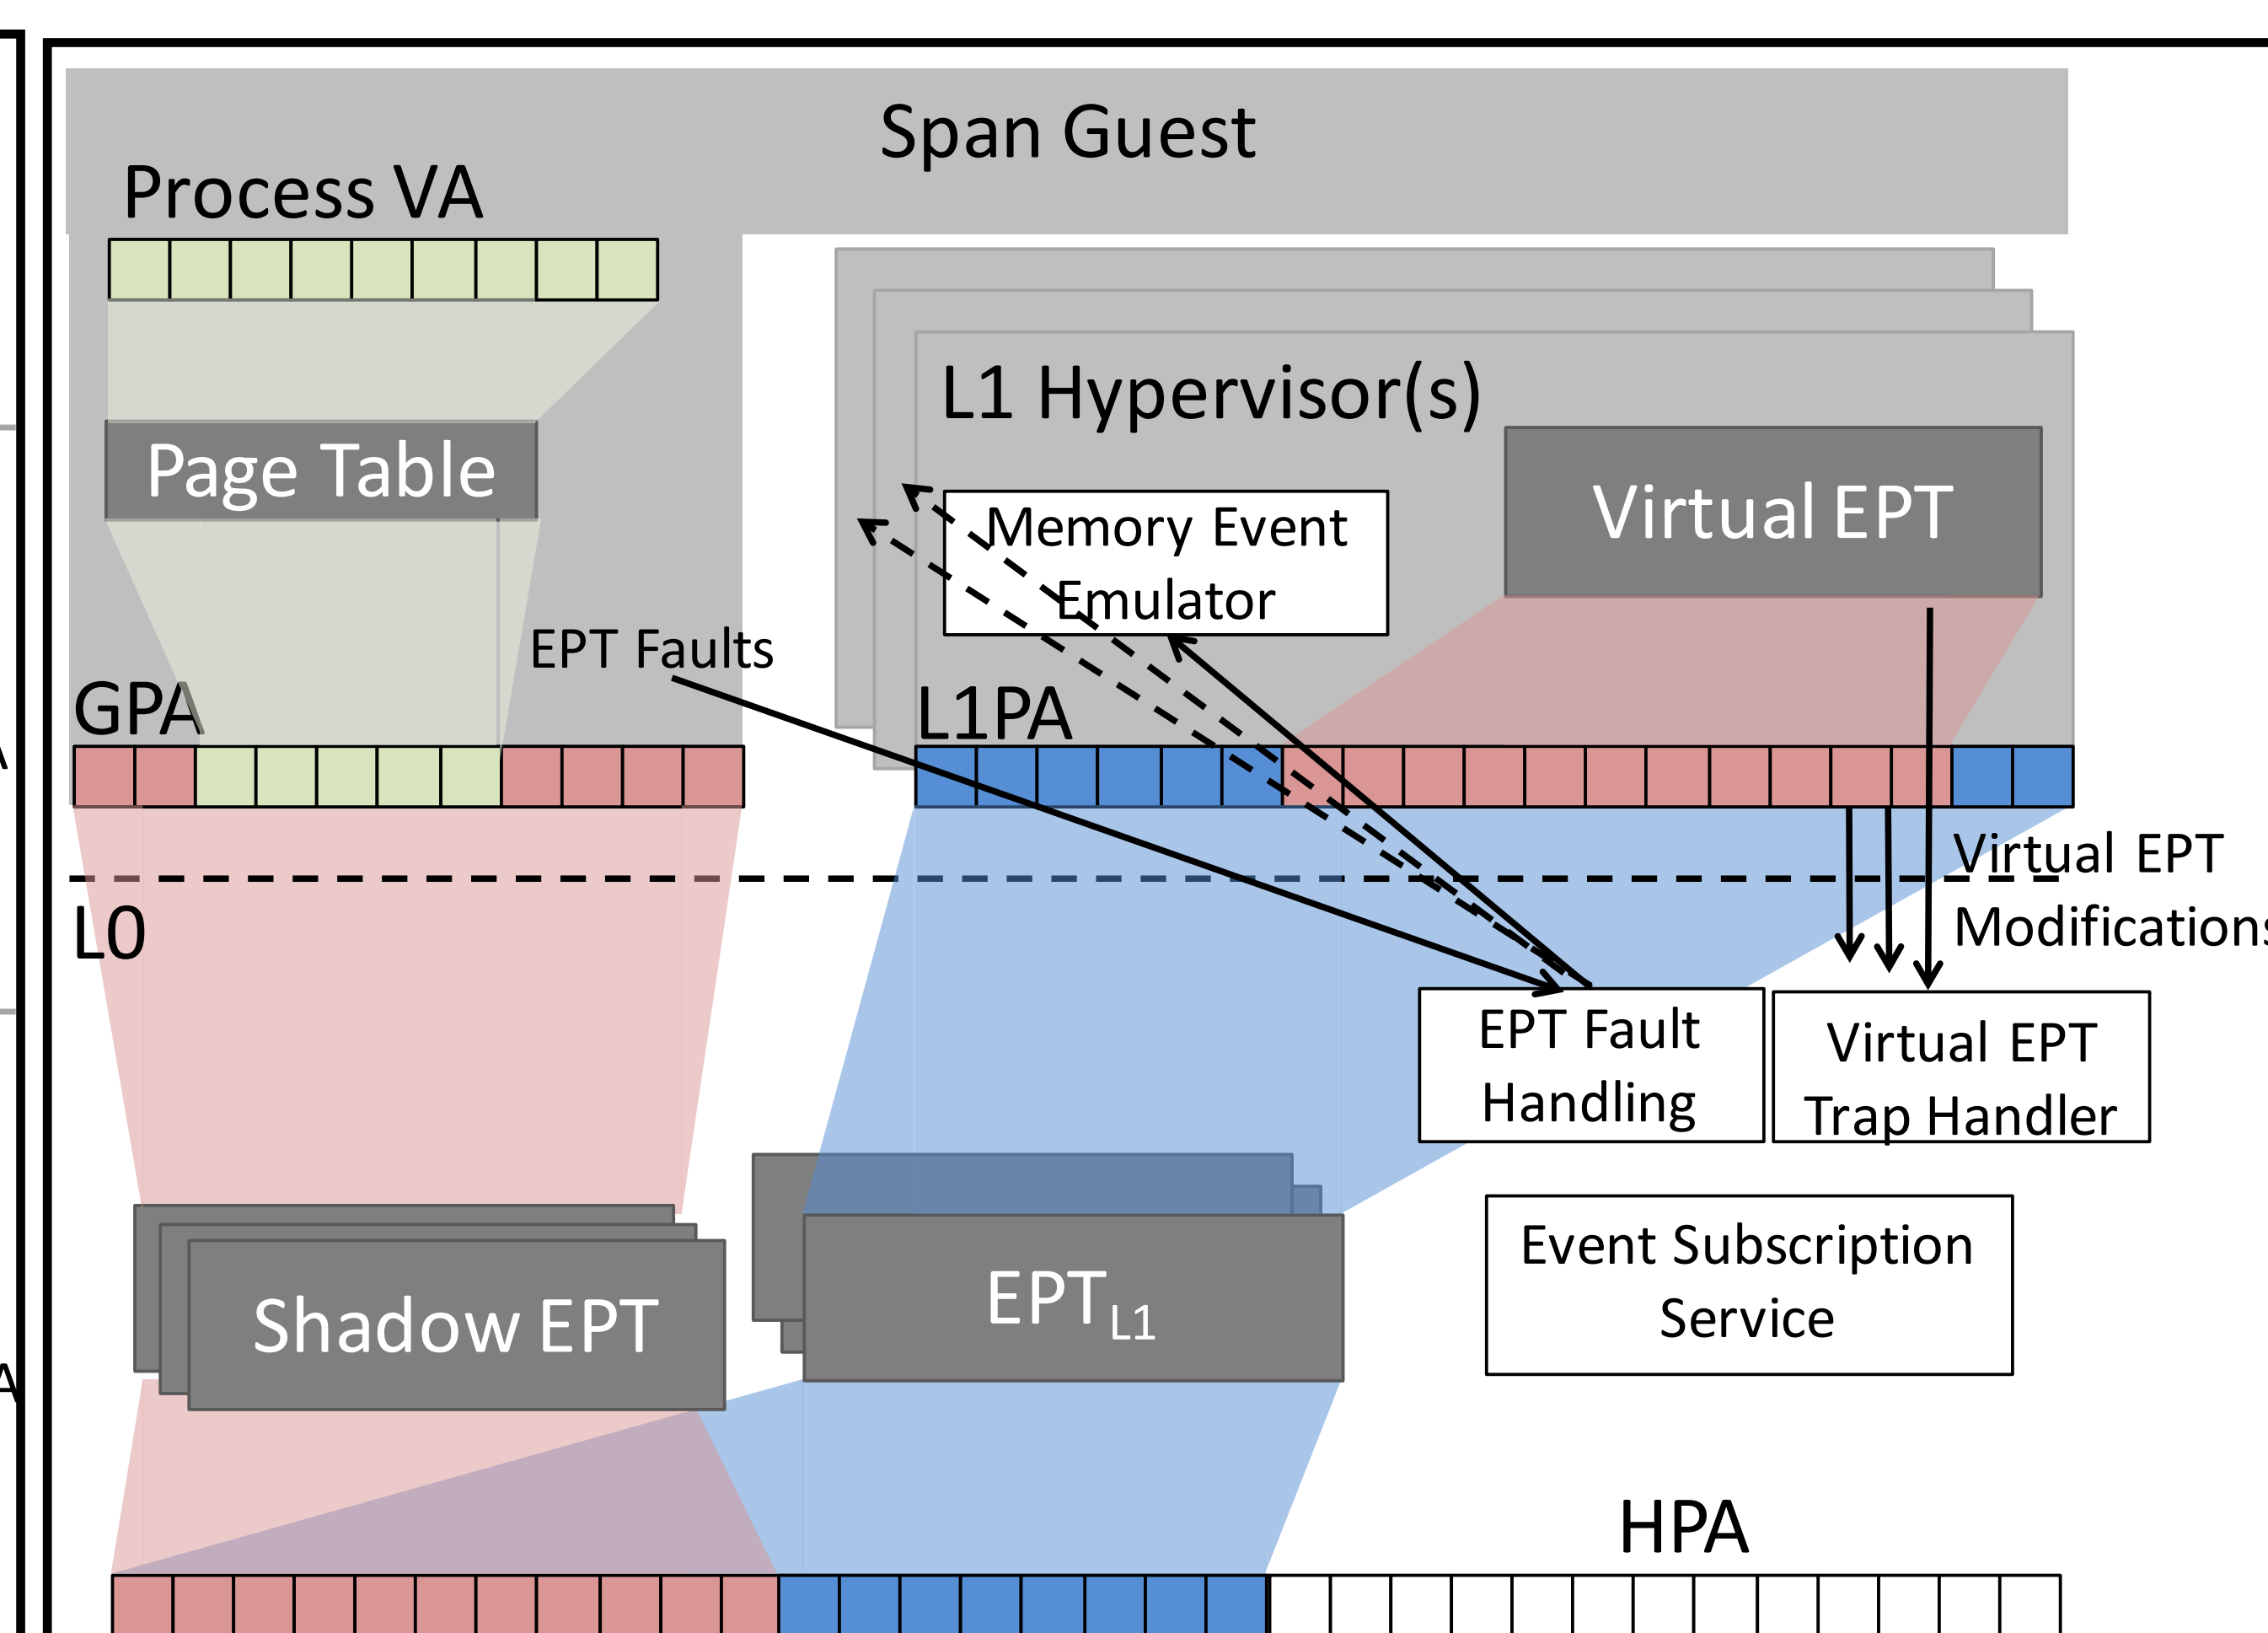 Span Guest
Process VA
L1 Hypervisor(s)
Page Table
Virtual EPT
Memory Event
Emulator
EPT Faults
GPA
L1PA
Virtual EPT
Modifications
L0
EPT Fault
Handling
Virtual EPT
Trap Handler
Event Subscription
Service
Shadow EPT
EPTL1
HPA